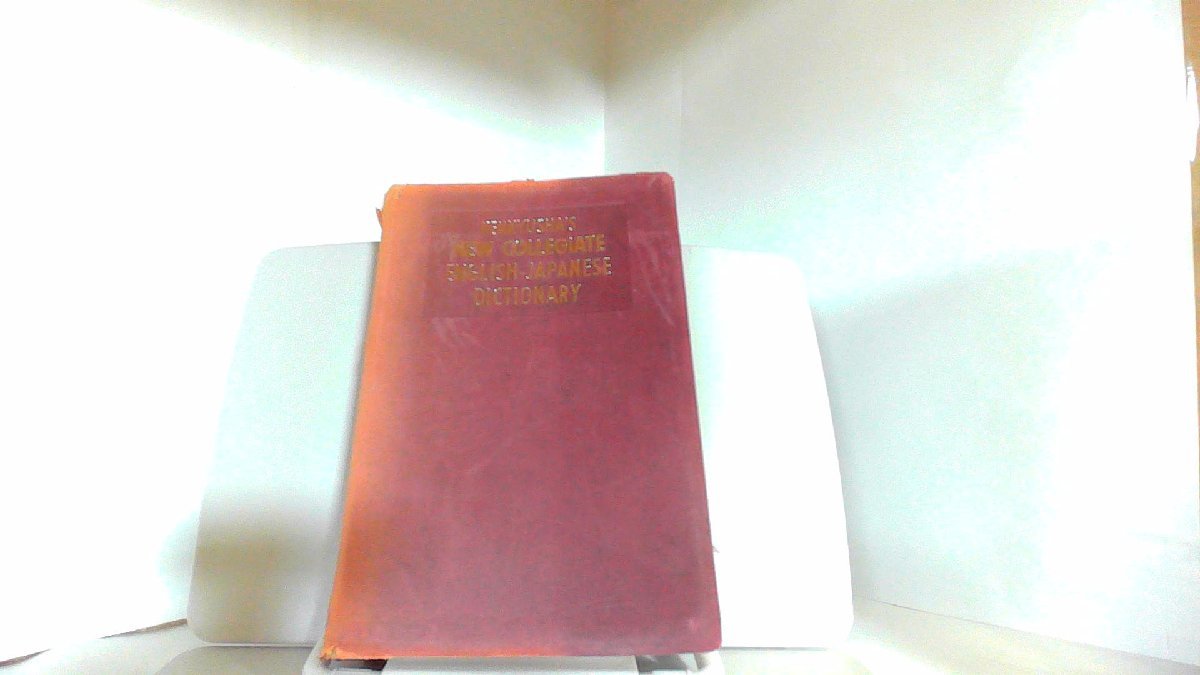 KENKYUSHA'S
NEW COLLEGIATE
ENGLISH-JAPANESE
DICTIONARY